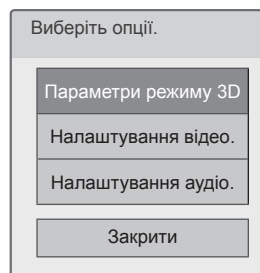 Виберіть опції.
Параметри режиму 3D
Налаштування відео.
Налаштування аудіо.
Закрити